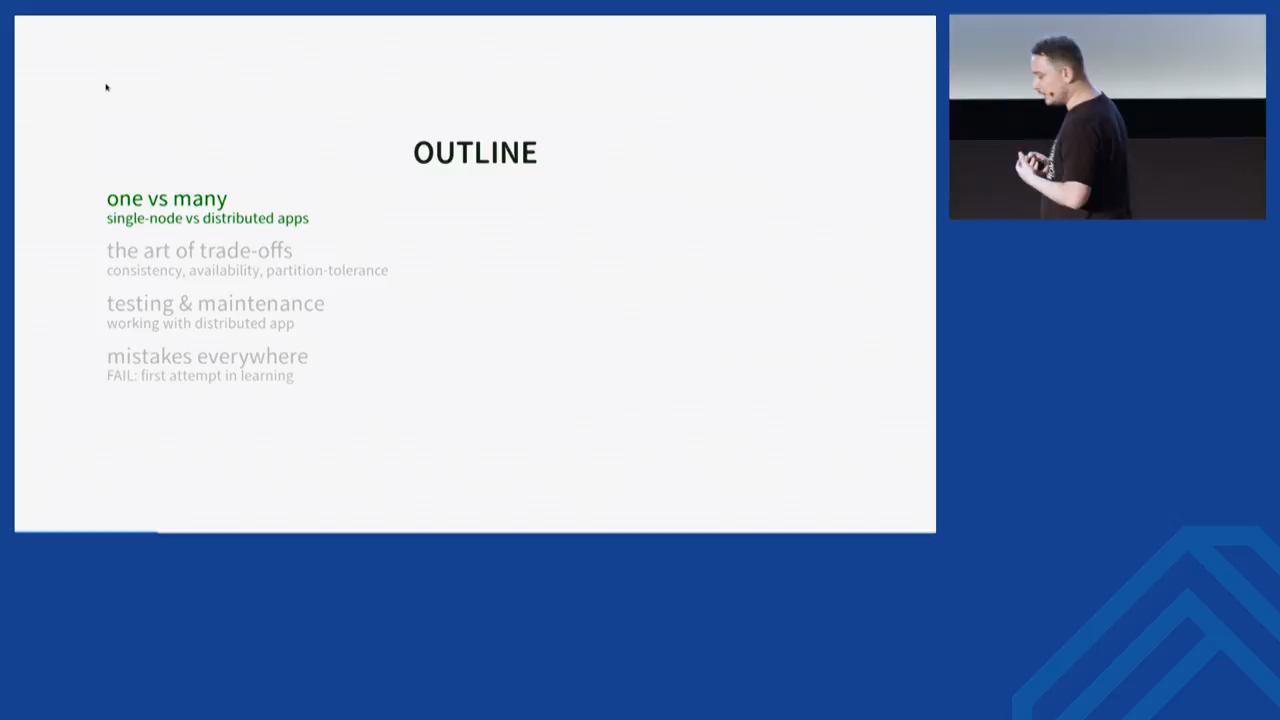 OUTLINE
one vs many
single-node vs distributed apps
the art of trade-offs
consistency, availability, partition-tolerance
testing & maintenance
working with distributed app
mistakes everywhere
FAIL: first attempt in learning